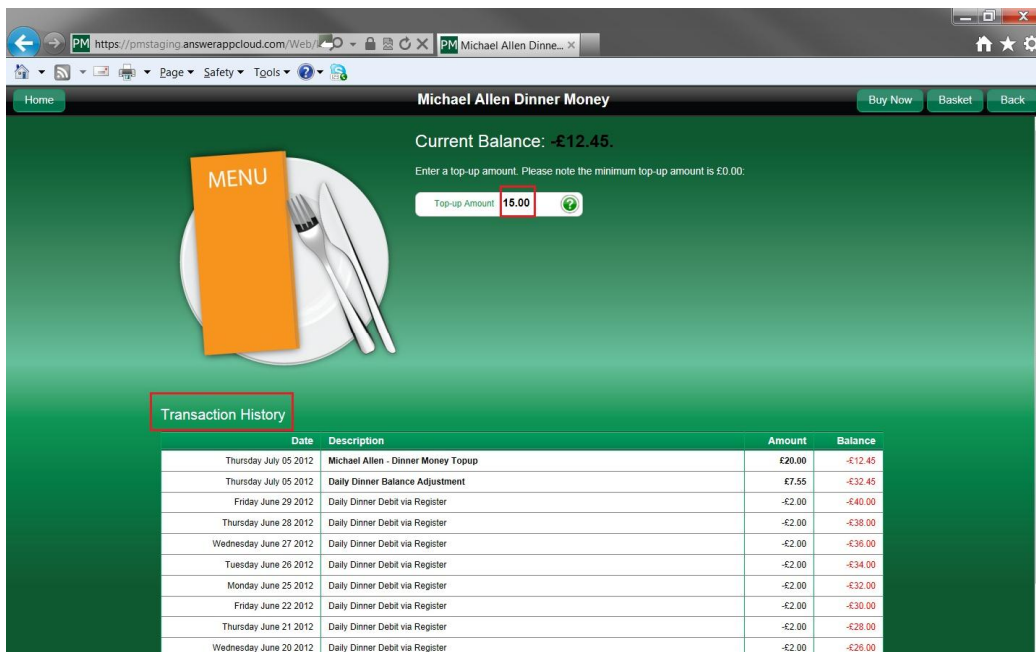 PM https://pmstaging.answerappcloud.com/Web/ PM Michael Allen Dinne... ×
Page Safety Tools
Home Michael Allen Dinner Money Buy Now Basket Back
Current Balance: -£12.45.
Enter a top-up amount. Please note the minimum top-up amount is £0.00:
MENU
Top-up Amount 15.00 ?
Transaction History
Date Description Amount Balance
Thursday July 05 2012 Michael Allen - Dinner Money Topup £20.00 -£12.45
Thursday July 05 2012 Daily Dinner Balance Adjustment £7.55 -£32.45
Friday June 29 2012 Daily Dinner Debit via Register -£2.00 -£40.00
Thursday June 28 2012 Daily Dinner Debit via Register -£2.00 -£38.00
Wednesday June 27 2012 Daily Dinner Debit via Register -£2.00 -£36.00
Tuesday June 26 2012 Daily Dinner Debit via Register -£2.00 -£34.00
Monday June 25 2012 Daily Dinner Debit via Register -£2.00 -£32.00
Friday June 22 2012 Daily Dinner Debit via Register -£2.00 -£30.00
Thursday June 21 2012 Daily Dinner Debit via Register -£2.00 -£28.00
Wednesday June 20 2012 Daily Dinner Debit via Register -£2.00 -£26.00